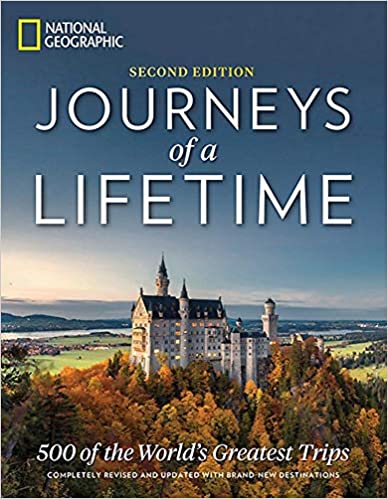 NATIONAL
GEOGRAPHIC
SECOND EDITION
JOURNEYS
of a
LIFETIME
500 of the World's Greatest Trips
COMPLETELY REVISED AND UPDATED WITH BRAND-NEW DESTINATIONS